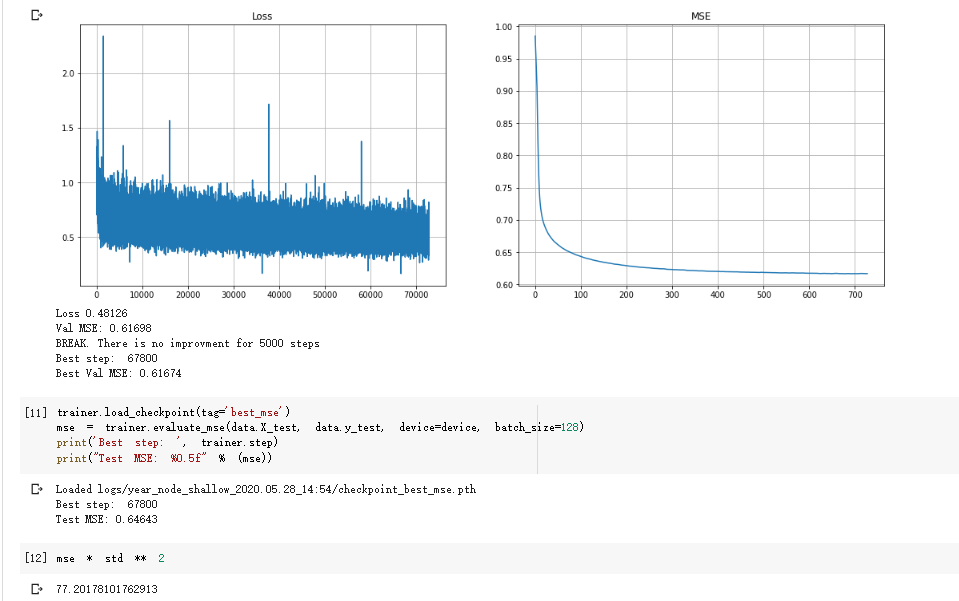 Loss
MSE
2.0
1.5
1.0
0.5
0
10000
20000
30000
40000
50000
60000
70000
1.00
0.95
0.90
0.85
0.80
0.75
0.70
0.65
0.60
0
100
200
300
400
500
600
700
Loss 0.48126
Val MSE: 0.61698
BREAK. There is no improvment for 5000 steps
Best step: 67800
Best Val MSE: 0.61674
[11] trainer.load_checkpoint(tag='best_mse')
mse = trainer.evaluate_mse(data.X_test, data.y_test, device=device, batch_size=128)
print('Best step: ', trainer.step)
print("Test MSE: %0.5f" % (mse))
Loaded logs/year_node_shallow_2020.05.28_14:54/checkpoint_best_mse.pth
Best step: 67800
Test MSE: 0.64643
[12] mse * std ** 2
77.20178101762913